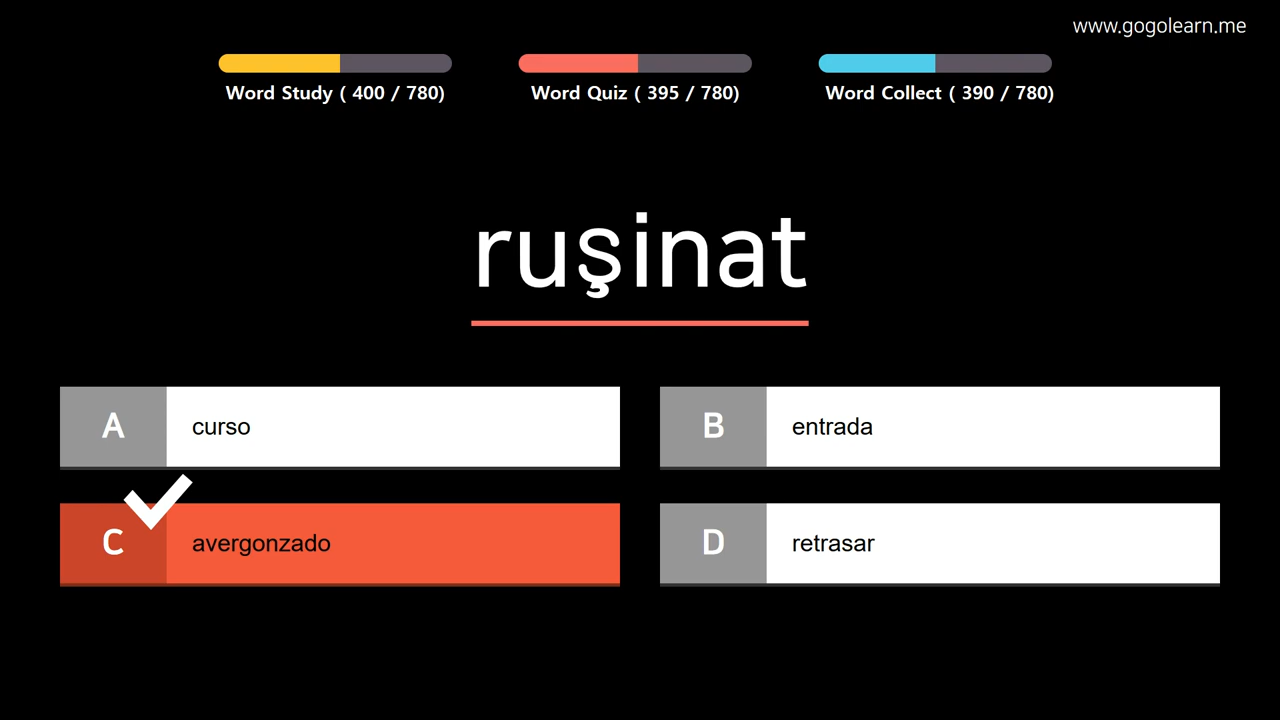 www.gogolearn.me
Word Study ( 400 / 780)
Word Quiz ( 395 / 780)
Word Collect ( 390 / 780)
ruşinat
A
curso
B
entrada
C
avergonzado
D
retrasar